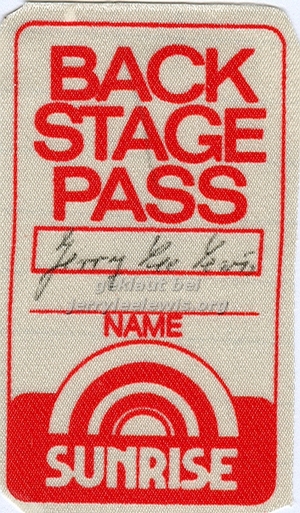 BACK
STAGE
PASS
Jerry Lee Lewis
geklaut bei
jerryleelewis.org
NAME
SUNRISE